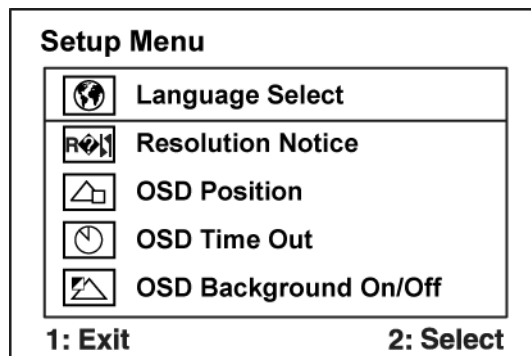 Setup Menu
Language Select
Resolution Notice
OSD Position
OSD Time Out
OSD Background On/Off
1: Exit 2: Select